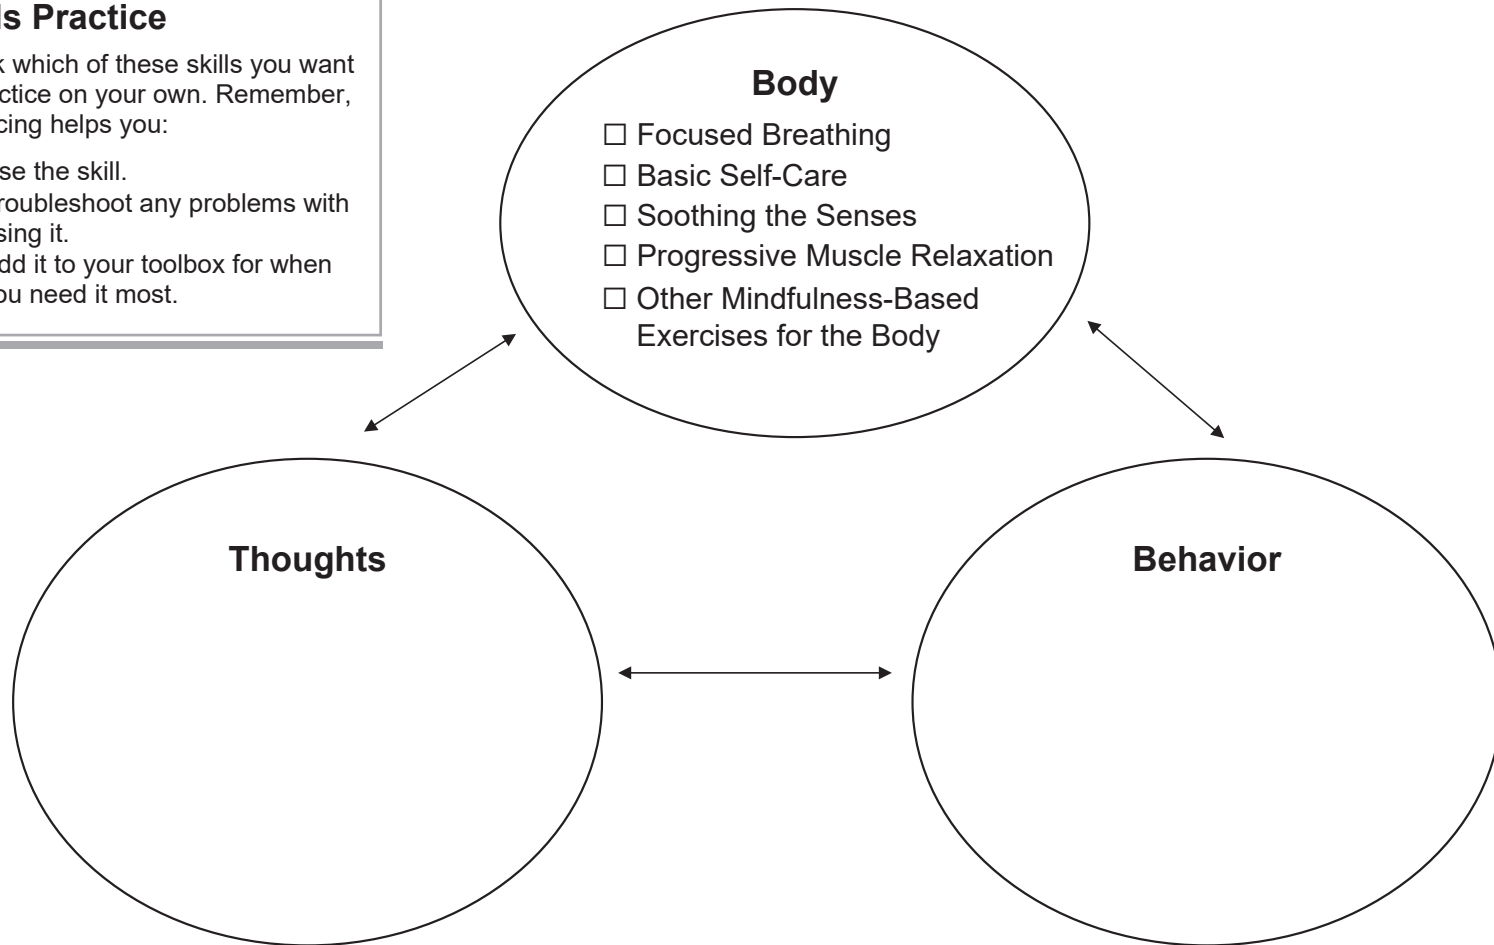 ls Practice
k which of these skills you want
ctice on your own. Remember,
cing helps you:
se the skill.
roubleshoot any problems with
sing it.
dd it to your toolbox for when
ou need it most.
Body
☐ Focused Breathing
☐ Basic Self-Care
☐ Soothing the Senses
☐ Progressive Muscle Relaxation
☐ Other Mindfulness-Based
Exercises for the Body
Thoughts
Behavior